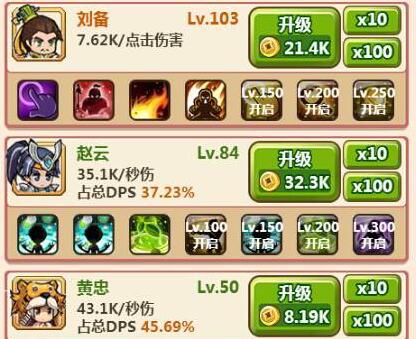 刘备 Lv.103
7.62K/点击伤害
升级
21.4K
x10
x100
Lv.150 开启
Lv.200 开启
Lv.250 开启
赵云 Lv.84
35.1K/秒伤
占总DPS 37.23%
升级
32.3K
x10
x100
Lv.100 开启
Lv.150 开启
Lv.200 开启
Lv.300 开启
黄忠 Lv.50
43.1K/秒伤
占总DPS 45.69%
升级
8.19K
x10
x100